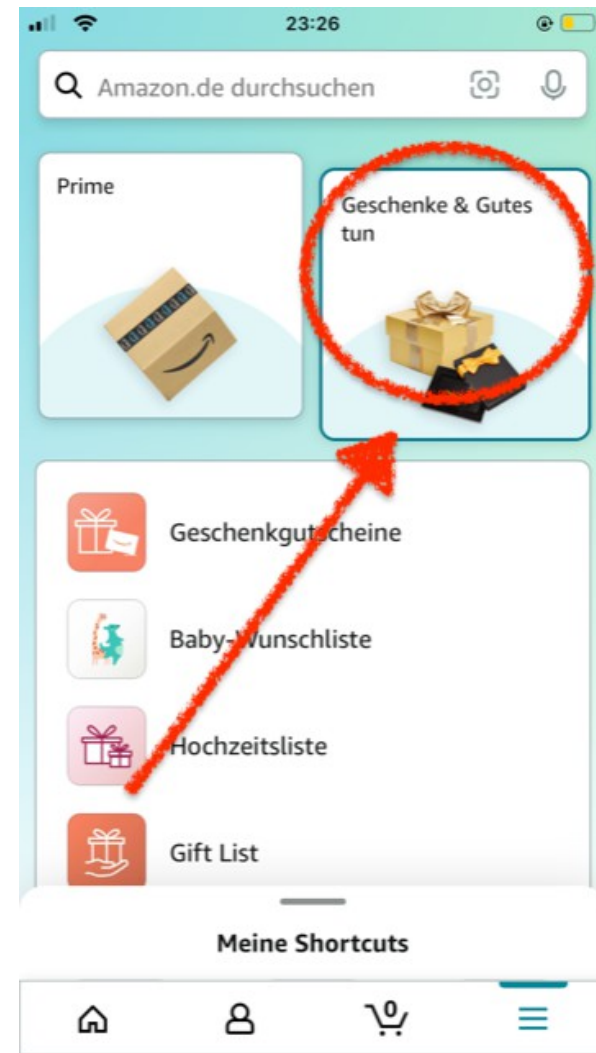 23:26
Amazon.de durchsuchen
Prime
Geschenke & Gutes
tun
Geschenkgutscheine
Baby-Wunschliste
Hochzeitsliste
Gift List
Meine Shortcuts
0